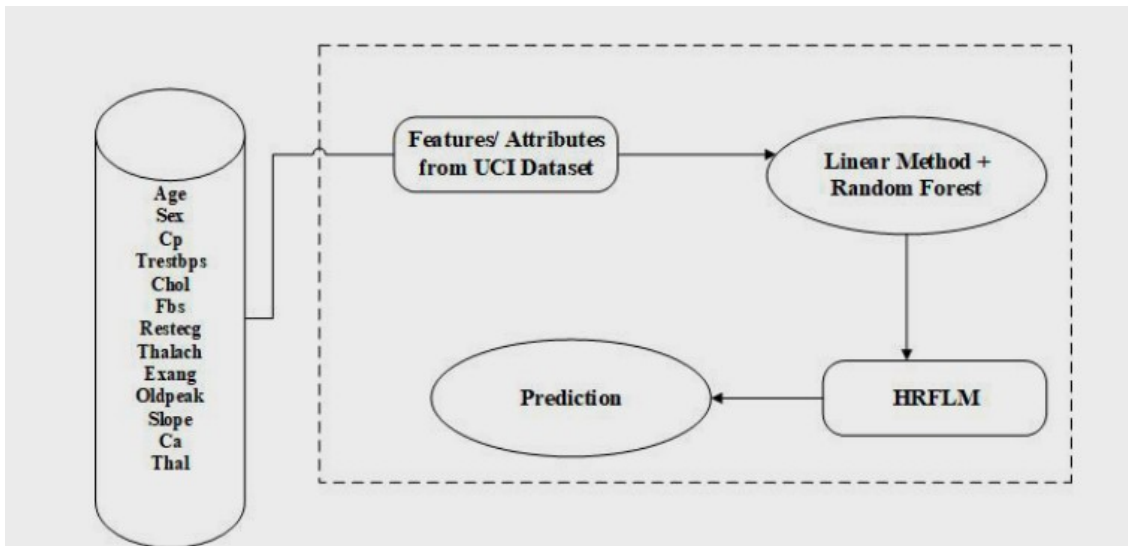 Age
Sex
Cp
Trestbps
Chol
Fbs
Restecg
Thalach
Exang
Oldpeak
Slope
Ca
Thal
Features/ Attributes
from UCI Dataset
Linear Method +
Random Forest
HRFLM
Prediction